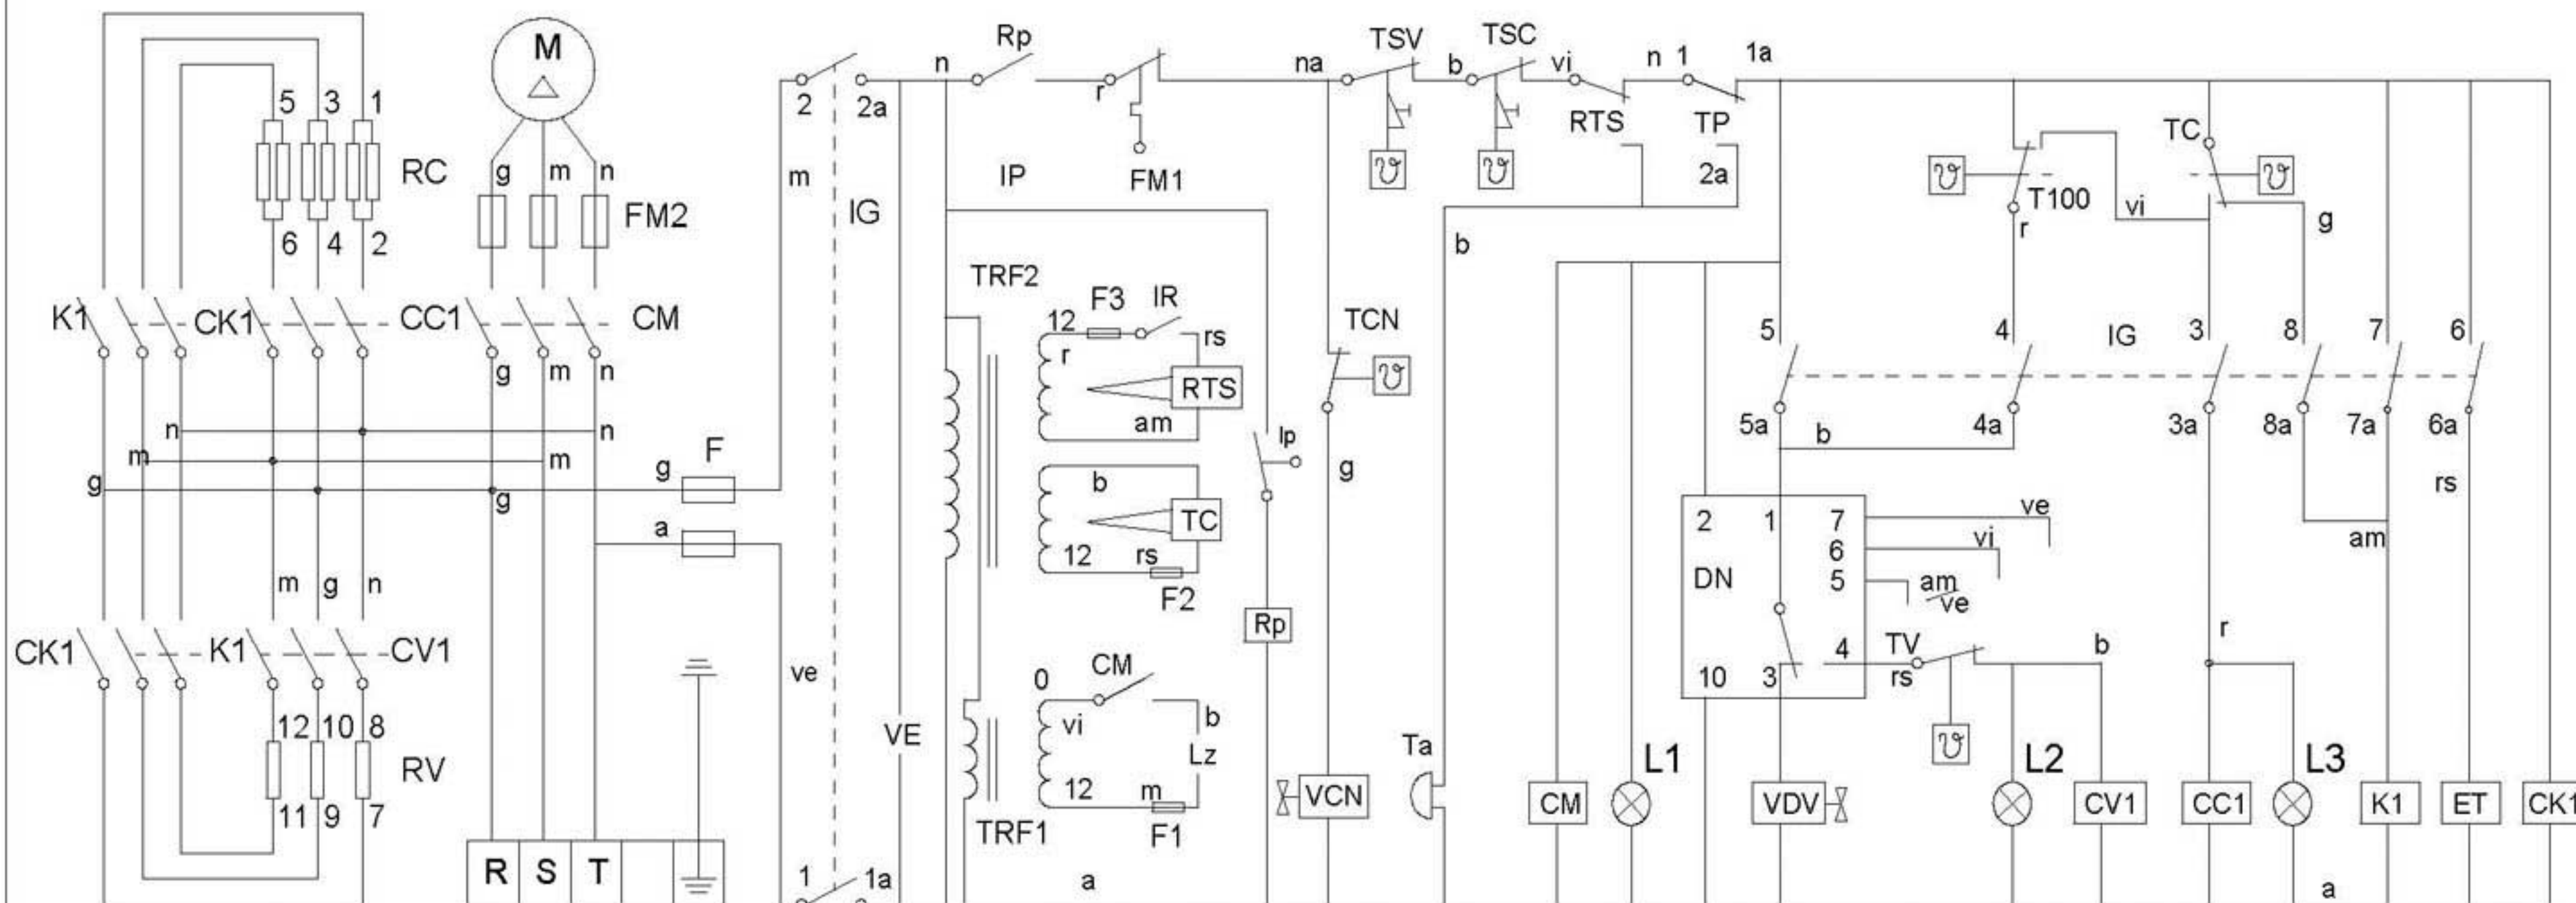 M
Rp
TSV
TSC
n
na
b
vi
n
1
1a
5
3
1
2
2a
r
RTS
TP
TC
RC
g
m
n
m
IP
FM1
ϑ
ϑ
2a
ϑ
T100
vi
ϑ
FM2
IG
r
g
6
4
2
b
TRF2
K1
CK1
CC1
CM
12
F3
IR
rs
TCN
5
4
IG
3
8
7
6
g
m
n
r
RTS
ϑ
am
5a
b
4a
3a
8a
7a
6a
n
n
m
m
F
g
Ip
g
g
g
b
rs
a
TC
2
1
7
ve
12
rs
6
vi
am
m
g
n
F2
DN
5
am
ve
Rp
CK1
K1
CV1
ve
CM
0
TV
4
b
r
10
3
rs
12
10
8
vi
b
VE
Lz
Ta
ϑ
RV
L1
L2
L3
12
m
VCN
CM
VDV
CV1
CC1
K1
ET
CK1
11
9
7
TRF1
F1
R
S
T
1
1a
a
a